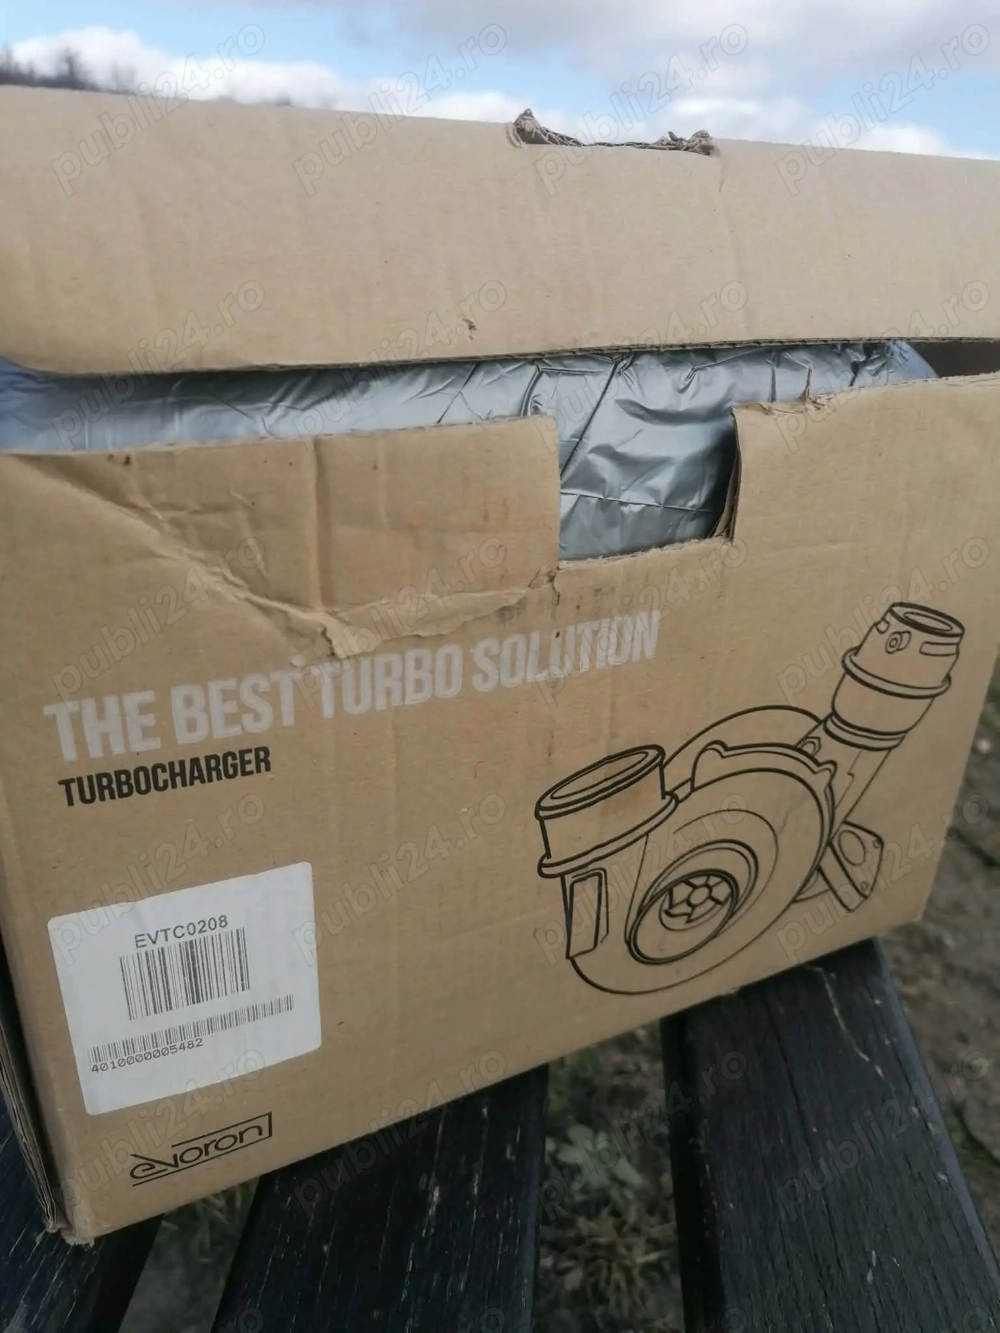 THE BEST TURBO SOLUTION
TURBOCHARGER
EVTC0208
4010000005482
evoron
publi24.ro